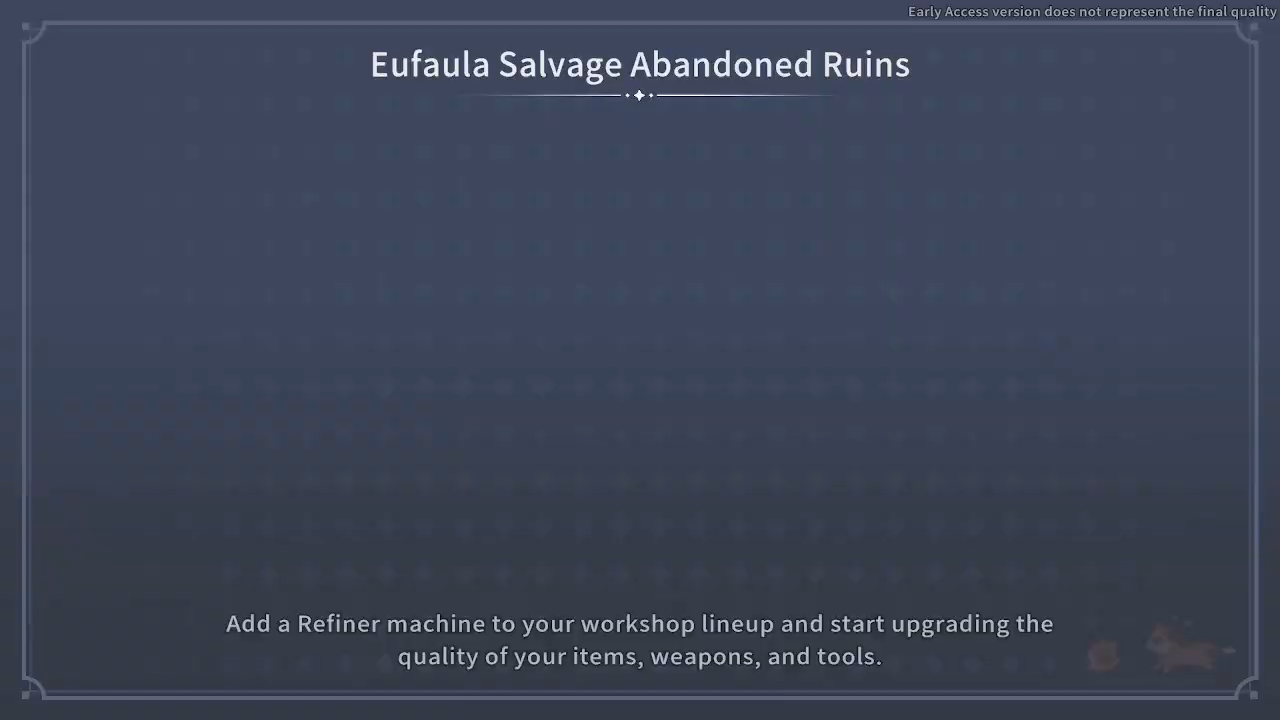 Early Access version does not represent the final quality
Eufaula Salvage Abandoned Ruins
Add a Refiner machine to your workshop lineup and start upgrading the
quality of your items, weapons, and tools.